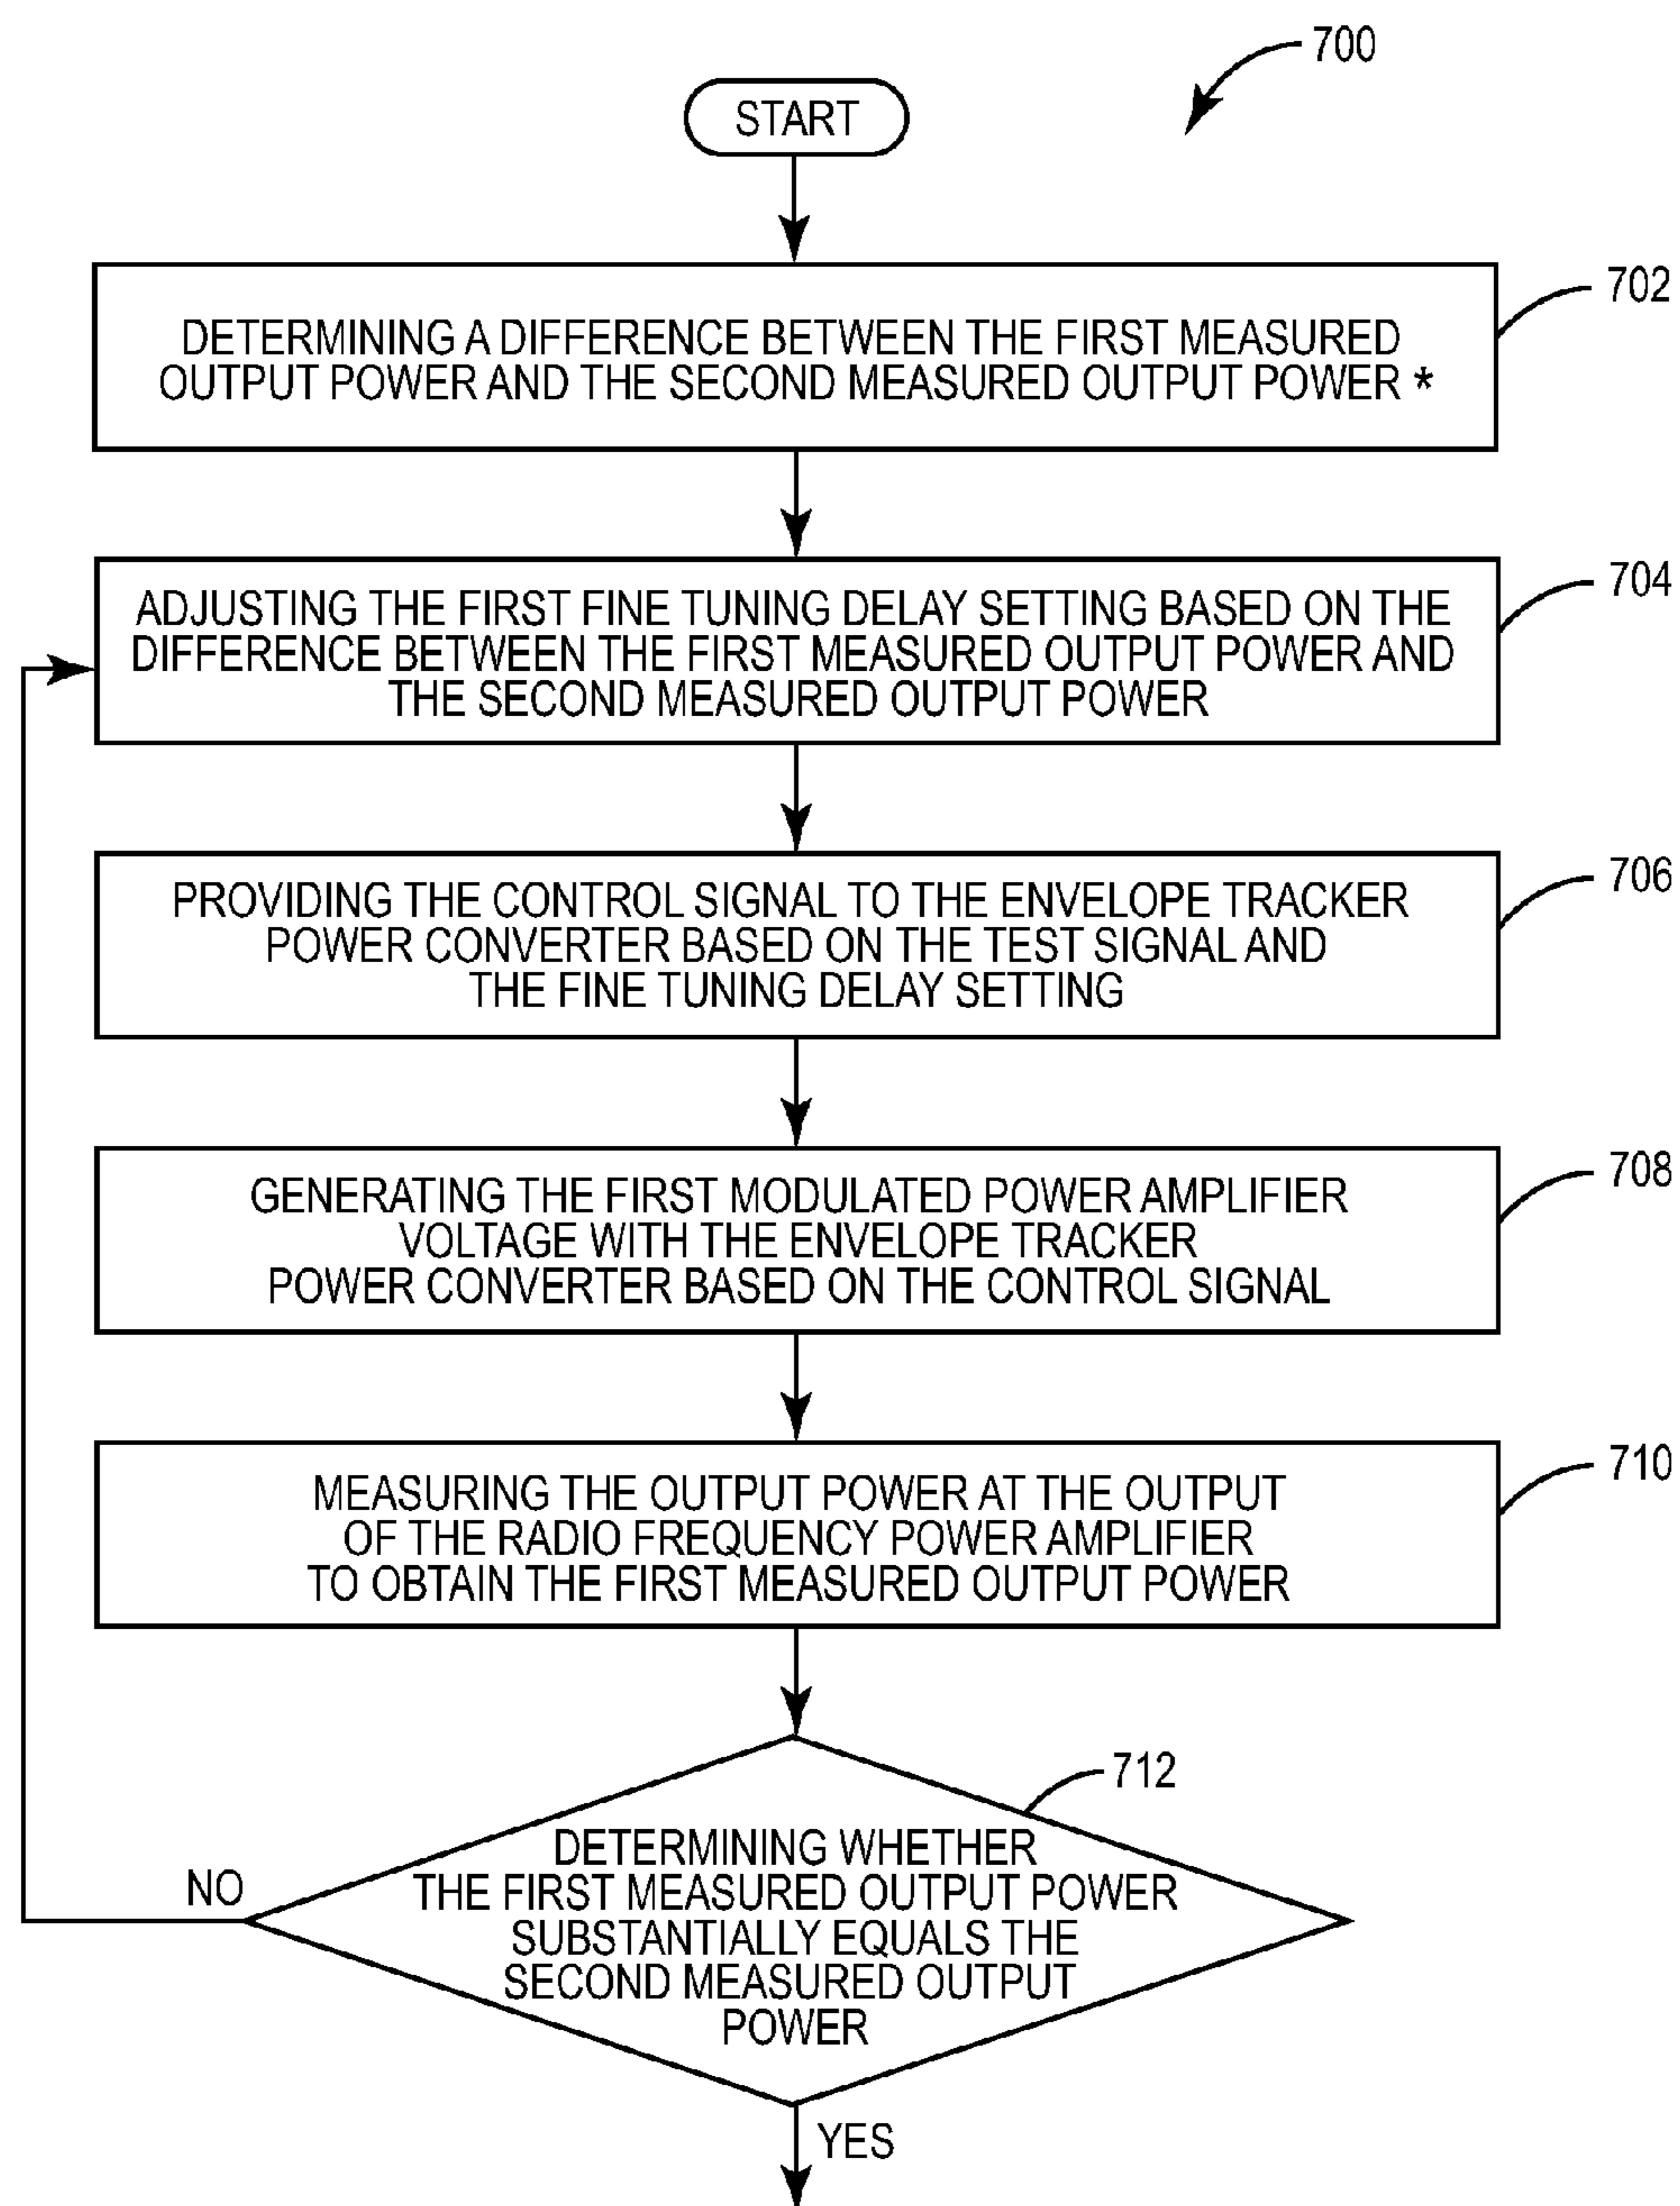 700
START
702
DETERMINING A DIFFERENCE BETWEEN THE FIRST MEASURED
OUTPUT POWER AND THE SECOND MEASURED OUTPUT POWER *
704
ADJUSTING THE FIRST FINE TUNING DELAY SETTING BASED ON THE
DIFFERENCE BETWEEN THE FIRST MEASURED OUTPUT POWER AND
THE SECOND MEASURED OUTPUT POWER
706
PROVIDING THE CONTROL SIGNAL TO THE ENVELOPE TRACKER
POWER CONVERTER BASED ON THE TEST SIGNAL AND
THE FINE TUNING DELAY SETTING
708
GENERATING THE FIRST MODULATED POWER AMPLIFIER
VOLTAGE WITH THE ENVELOPE TRACKER
POWER CONVERTER BASED ON THE CONTROL SIGNAL
710
MEASURING THE OUTPUT POWER AT THE OUTPUT
OF THE RADIO FREQUENCY POWER AMPLIFIER
TO OBTAIN THE FIRST MEASURED OUTPUT POWER
712
DETERMINING WHETHER
THE FIRST MEASURED OUTPUT POWER
SUBSTANTIALLY EQUALS THE
SECOND MEASURED OUTPUT
POWER
NO
YES